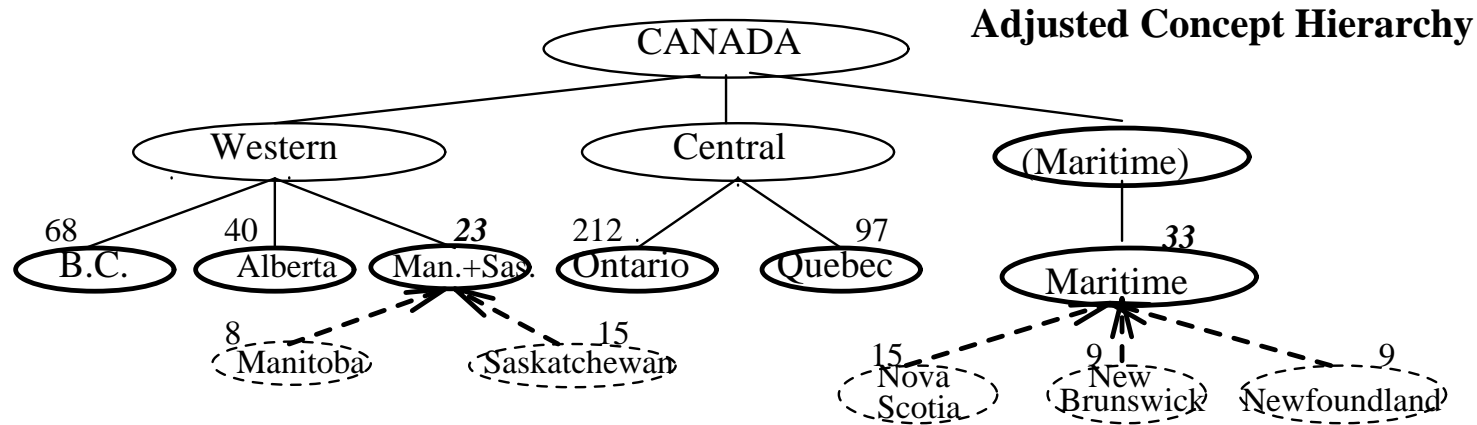 Adjusted Concept Hierarchy
CANADA
Western
Central
(Maritime)
68
40
23
212
97
33
B.C.
Alberta
Man.+Sas.
Ontario
Quebec
Maritime
8
15
Manitoba
Saskatchewan
15
9
9
Nova
Scotia
New
Brunswick
Newfoundland